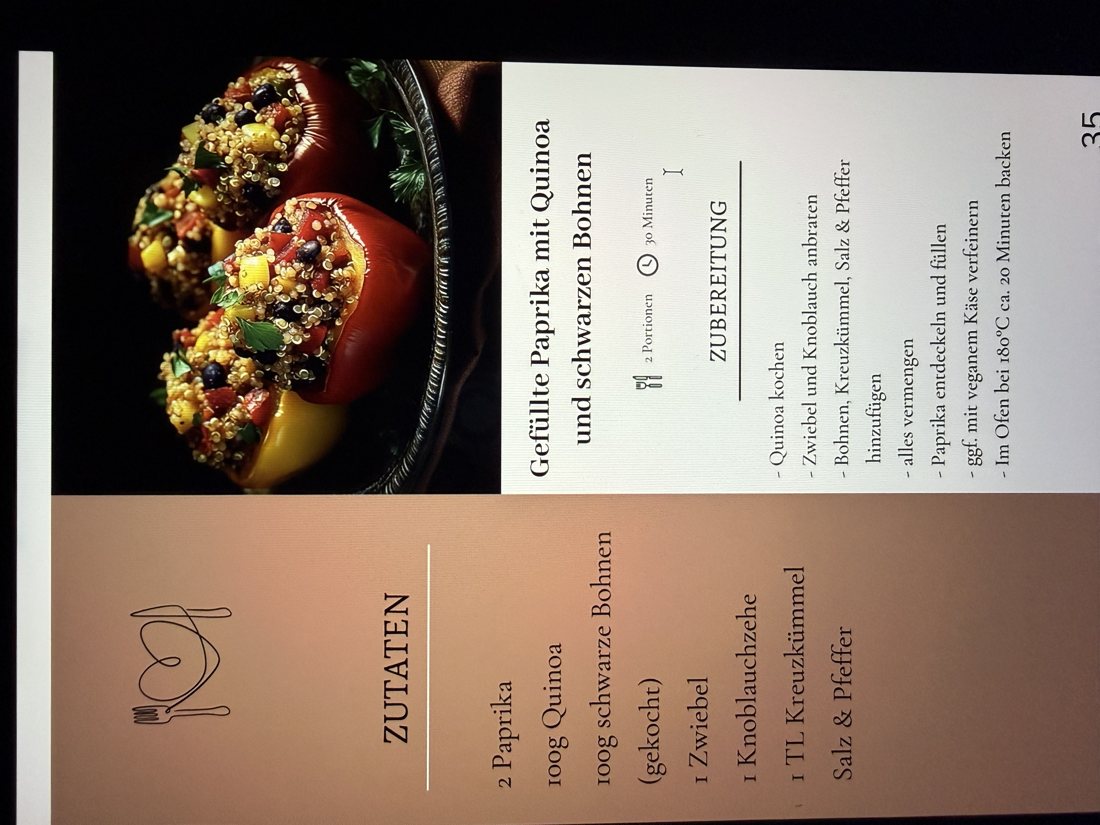 ZUTATEN
2 Paprika
100g Quinoa
100g schwarze Bohnen
(gekocht)
1 Zwiebel
1 Knoblauchzehe
1 TL Kreuzkümmel
Salz & Pfeffer
Gefüllte Paprika mit Quinoa
und schwarzen Bohnen
2 Portionen 30 Minuten
ZUBEREITUNG
- Quinoa kochen
- Zwiebel und Knoblauch anbraten
- Bohnen, Kreuzkümmel, Salz & Pfeffer
hinzufügen
- alles vermengen
- Paprika entdeckeln und füllen
- ggf. mit veganem Käse verfeinern
- Im Ofen bei 180°C ca. 20 Minuten backen
35